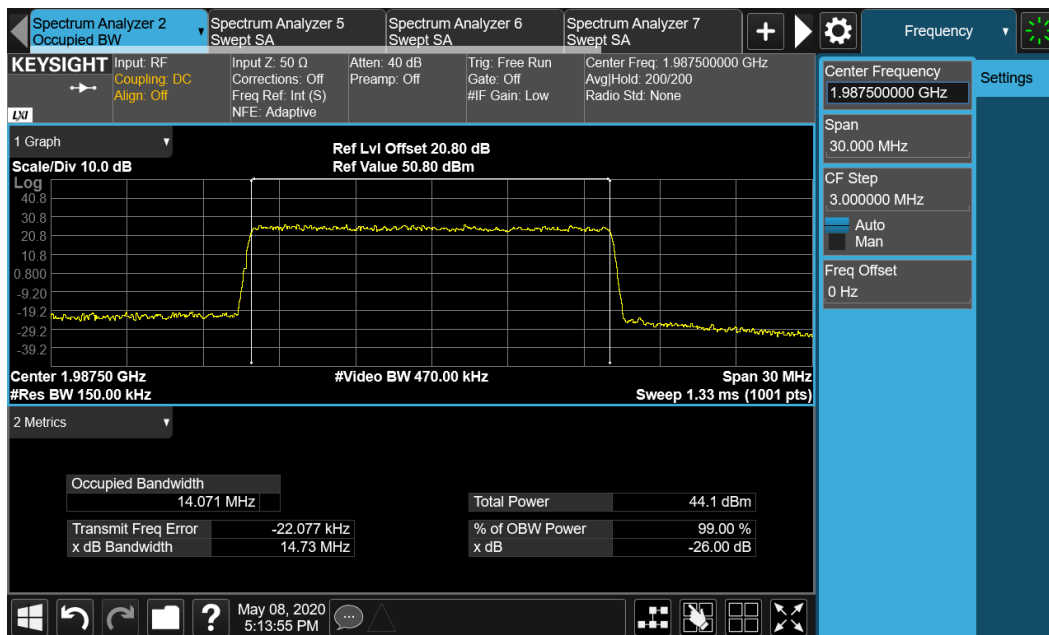 Spectrum Analyzer 2
Occupied BW
Spectrum Analyzer 5
Swept SA
Spectrum Analyzer 6
Swept SA
Spectrum Analyzer 7
Swept SA
+
Frequency
KEYSIGHT
LXI
Input: RF
Coupling: DC
Align: Off
Input Z: 50 Ω
Corrections: Off
Freq Ref: Int (S)
NFE: Adaptive
Atten: 40 dB
Preamp: Off
Trig: Free Run
Gate: Off
#IF Gain: Low
Center Freq: 1.987500000 GHz
Avg|Hold: 200/200
Radio Std: None
Center Frequency
1.987500000 GHz
Settings
Span
30.000 MHz
CF Step
3.000000 MHz
Auto
Man
Freq Offset
0 Hz
1 Graph
Scale/Div 10.0 dB
Ref Lvl Offset 20.80 dB
Ref Value 50.80 dBm
Log
40.8
30.8
20.8
10.8
0.800
-9.20
-19.2
-29.2
-39.2
Center 1.98750 GHz
#Video BW 470.00 kHz
Span 30 MHz
#Res BW 150.00 kHz
Sweep 1.33 ms (1001 pts)
2 Metrics
Occupied Bandwidth
14.071 MHz
Total Power 44.1 dBm
Transmit Freq Error -22.077 kHz
% of OBW Power 99.00 %
x dB Bandwidth 14.73 MHz
x dB -26.00 dB
?
May 08, 2020
5:13:55 PM